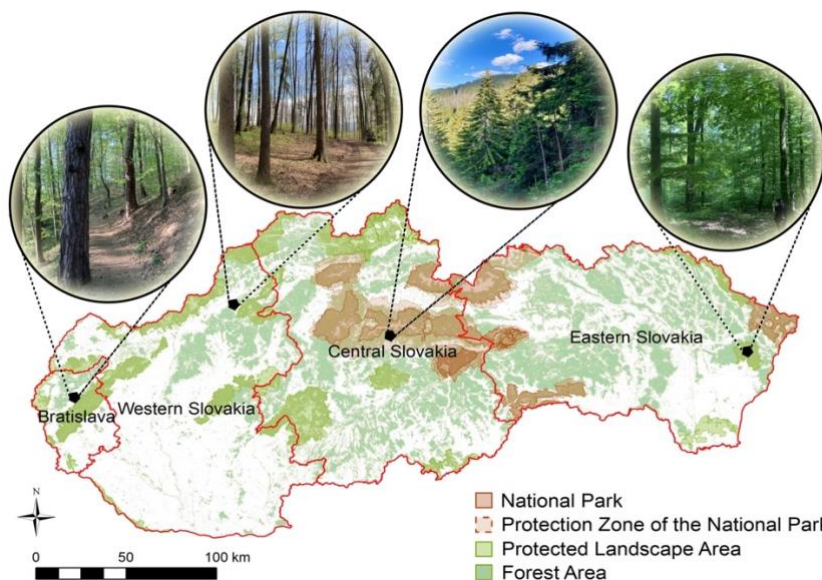 Bratislava
Western Slovakia
Central Slovakia
Eastern Slovakia
N
0 50 100 km
National Park
Protection Zone of the National Park
Protected Landscape Area
Forest Area